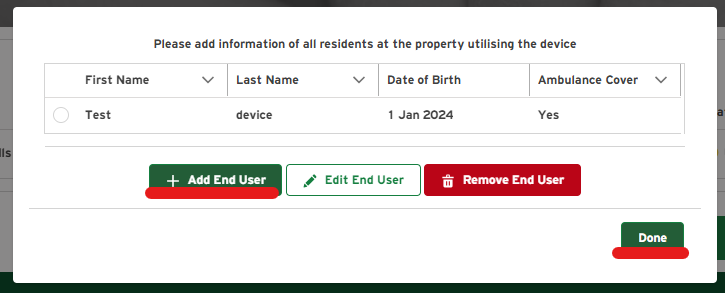 Please add information of all residents at the property utilising the device
First Name Last Name Date of Birth Ambulance Cover
Test device 1 Jan 2024 Yes
lls
Add End User Edit End User Remove End User
Done